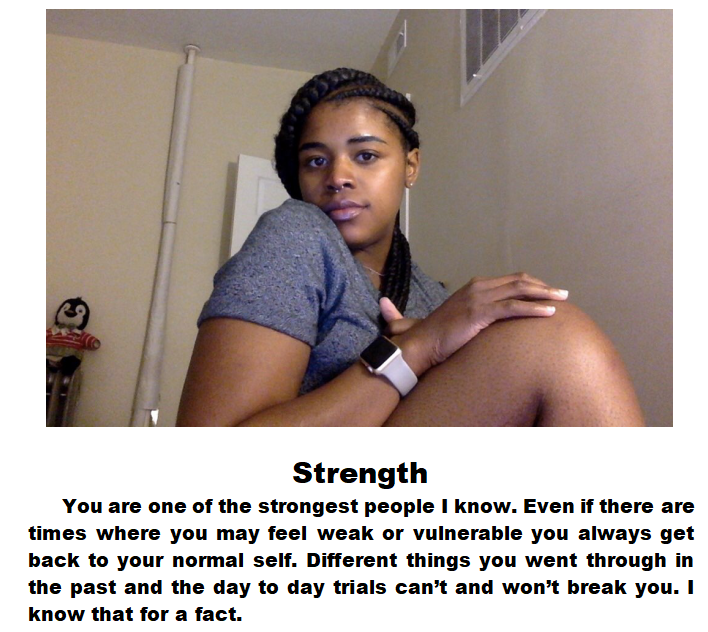 Strength
You are one of the strongest people I know. Even if there are
times where you may feel weak or vulnerable you always get
back to your normal self. Different things you went through in
the past and the day to day trials can’t and won’t break you. I
know that for a fact.